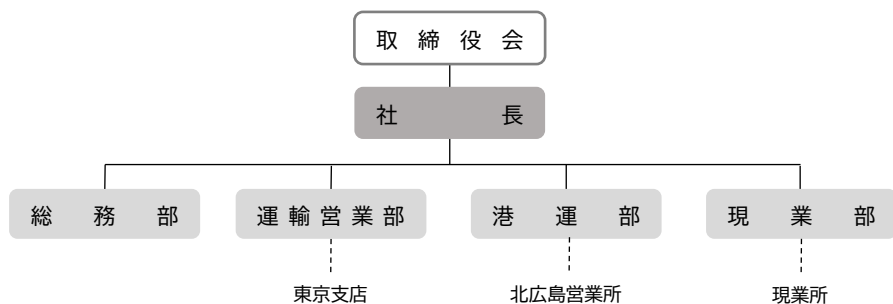 取締役会
社長
総務部
運輸営業部
港運部
現業部
東京支店
北広島営業所
現業所